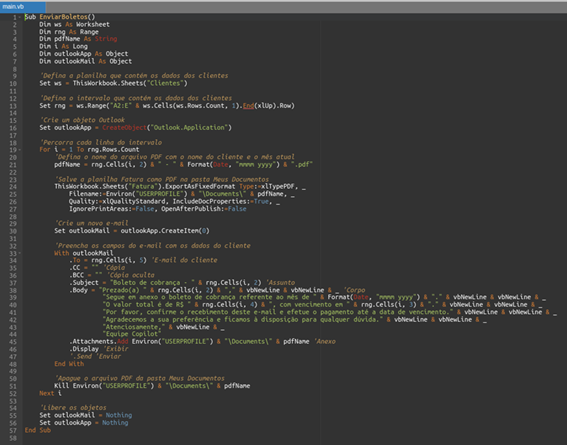 main.vb
1 Sub EnviarBoletos()
2 Dim ws As Worksheet
3 Dim rng As Range
4 Dim pdfName As String
5 Dim i As Long
6 Dim outlookApp As Object
7 Dim outlookMail As Object
8
9 'Defina a planilha que contém os dados dos clientes
10 Set ws = ThisWorkbook.Sheets("Clientes")
11
12 'Defina o intervalo que contém os dados dos clientes
13 Set rng = ws.Range("A2:E" & ws.Cells(ws.Rows.Count, 1).End(xlUp).Row)
14
15 'Crie um objeto Outlook
16 Set outlookApp = CreateObject("Outlook.Application")
17
18 'Percorra cada linha do intervalo
19 For i = 1 To rng.Rows.Count
20 'Defina o nome do arquivo PDF com o nome do cliente e o mês atual
21 pdfName = rng.Cells(i, 2) & " - " & Format(Date, "mmmm yyyy") & ".pdf"
22
23 'Salve a planilha Fatura como PDF na pasta Meus Documentos
24 ThisWorkbook.Sheets("fatura").ExportAsFixedFormat Type:=xlTypePDF, _
25 Filename:=Environ("USERPROFILE") & "\Documents\" & pdfName, _
26 Quality:=xlQualityStandard, IncludeDocProperties:=True, _
27 IgnorePrintAreas:=False, OpenAfterPublish:=False
28
29 'Crie um novo e-mail
30 Set outlookMail = outlookApp.CreateItem(0)
31
32 'Preencha os campos do e-mail com os dados do cliente
33 With outlookMail
34 .To = rng.Cells(i, 5) 'E-mail do cliente
35 .CC = "" 'Cópia
36 .BCC = "" 'Cópia oculta
37 .Subject = "Boleto de cobrança - " & rng.Cells(i, 2) 'Assunto
38 .Body = "Prezado(a) " & rng.Cells(i, 2) & "," & vbNewLine & vbNewLine & _ 'Corpo
39 "Segue em anexo o boleto de cobrança referente ao mês de " & Format(Date, "mmmm yyyy") & "." & vbNewLine & _
40 "O valor total é de R$ " & rng.Cells(i, 4) & ", com vencimento em " & rng.Cells(i, 3) & "." & vbNewLine & _
41 "Por favor, confirme o recebimento deste e-mail e efetue o pagamento até a data de vencimento." & vbNewLine & vbNewLine & _
42 "Agradecemos a sua preferência e ficamos à disposição para qualquer dúvida." & vbNewLine & vbNewLine & _
43 "Atenciosamente," & vbNewLine & _
44 "Equipe Copilot"
45 .Attachments.Add Environ("USERPROFILE") & "\Documents\" & pdfName 'Anexo
46 .Display 'Exibir
47 '.Send 'Enviar
48 End With
49
50 'Apague o arquivo PDF da pasta Meus Documentos
51 Kill Environ("USERPROFILE") & "\Documents\" & pdfName
52 Next i
53
54 'Libere os objetos
55 Set outlookMail = Nothing
56 Set outlookApp = Nothing
57 End Sub
58